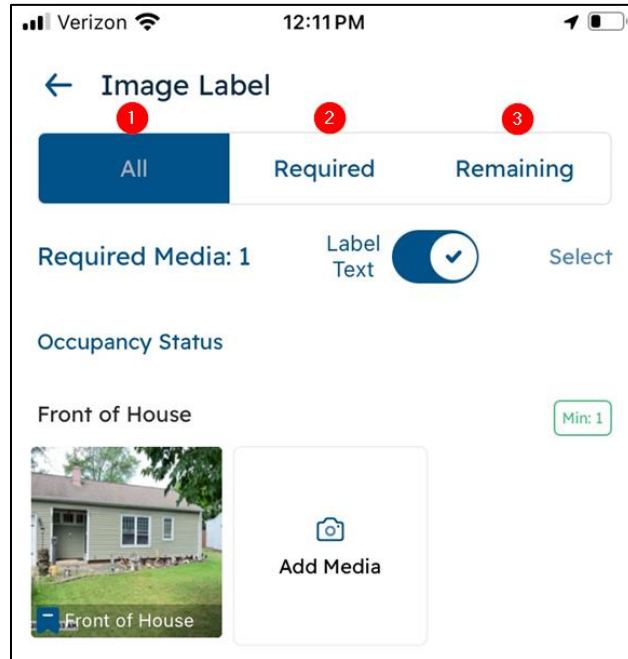 Verizon 12:11 PM
Image Label
1 2 3
All Required Remaining
Required Media: 1 Label Text Select
Occupancy Status
Front of House Min: 1
Add Media
Front of House